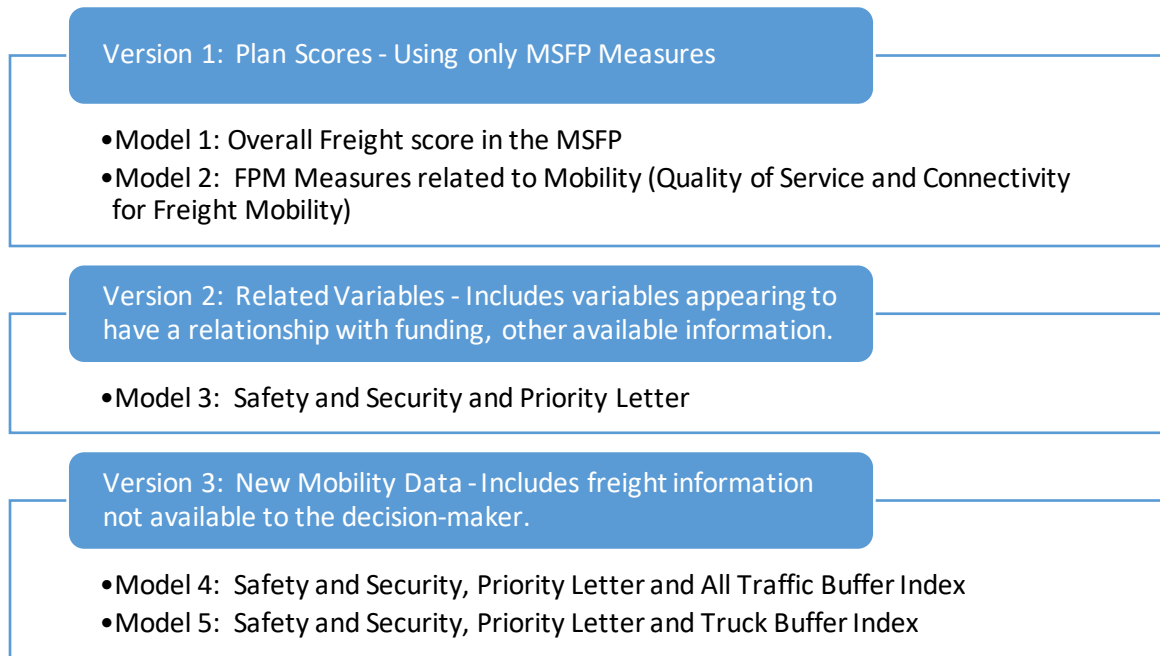 Version 1: Plan Scores - Using only MSFP Measures
•Model 1: Overall Freight score in the MSFP
•Model 2: FPM Measures related to Mobility (Quality of Service and Connectivity
for Freight Mobility)
Version 2: Related Variables - Includes variables appearing to
have a relationship with funding, other available information.
•Model 3: Safety and Security and Priority Letter
Version 3: New Mobility Data - Includes freight information
not available to the decision-maker.
•Model 4: Safety and Security, Priority Letter and All Traffic Buffer Index
•Model 5: Safety and Security, Priority Letter and Truck Buffer Index